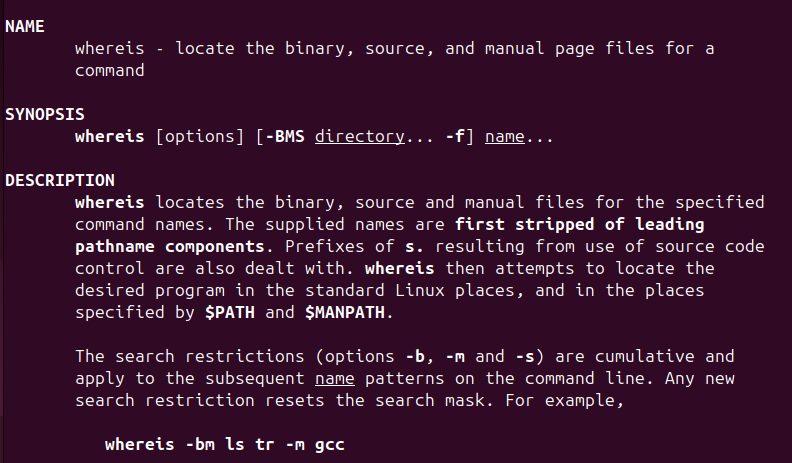 NAME
whereis - locate the binary, source, and manual page files for a
command
SYNOPSIS
whereis [options] [-BMS directory... -f] name...
DESCRIPTION
whereis locates the binary, source and manual files for the specified
command names. The supplied names are first stripped of leading
pathname components. Prefixes of s. resulting from use of source code
control are also dealt with. whereis then attempts to locate the
desired program in the standard Linux places, and in the places
specified by $PATH and $MANPATH.
The search restrictions (options -b, -m and -s) are cumulative and
apply to the subsequent name patterns on the command line. Any new
search restriction resets the search mask. For example,
whereis -bm ls tr -m gcc